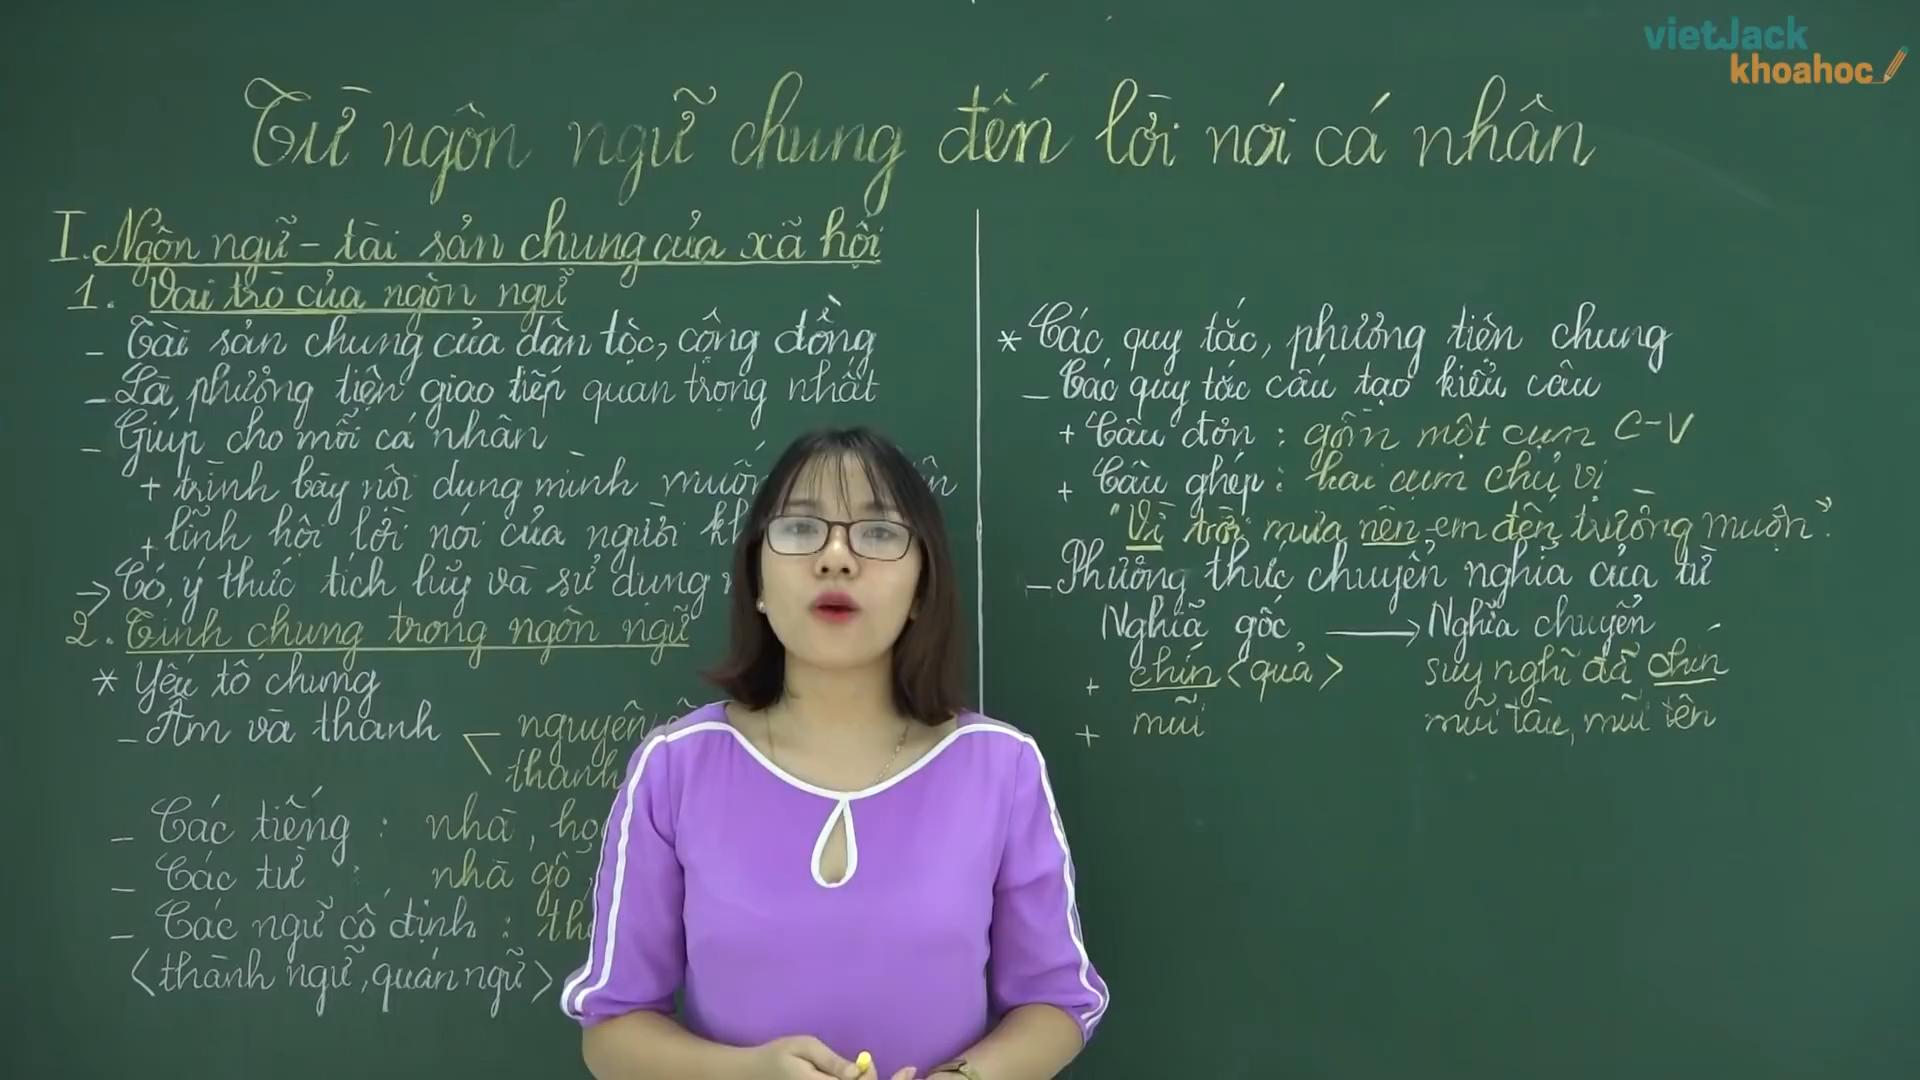 vietJack
khoahoc
Từ ngôn ngữ chung đến lời nói cá nhân
I. Ngôn ngữ - tài sản chung của xã hội
1. Vai trò của ngôn ngữ
- Tài sản chung của dân tộc, cộng đồng
- Là phương tiện giao tiếp quan trọng nhất
- Giúp cho mỗi cá nhân
+ trình bày nội dung mình muốn
+ lĩnh hội lời nói của người
→ Có ý thức tích lũy và sử dụng
2. Tính chung trong ngôn ngữ
* Yếu tố chung
- Âm và thanh
nguyên
thanh
- Các tiếng : nhà,
- Các từ : nhà gỗ,
- Các ngữ cố định :
<thành ngữ, quán ngữ>
* Các quy tắc, phương tiện chung
- Các quy tắc cấu tạo kiểu câu
+ Câu đơn : gồm một cụm C-V
+ Câu ghép : hai cụm chủ vị
"Vì trời mưa nên em đến trường muộn".
- Phương thức chuyển nghĩa của từ
Nghĩa gốc → Nghĩa chuyển
+ chín <quả> suy nghĩ đã chín
+ mũi mũi tàu, mũi tên